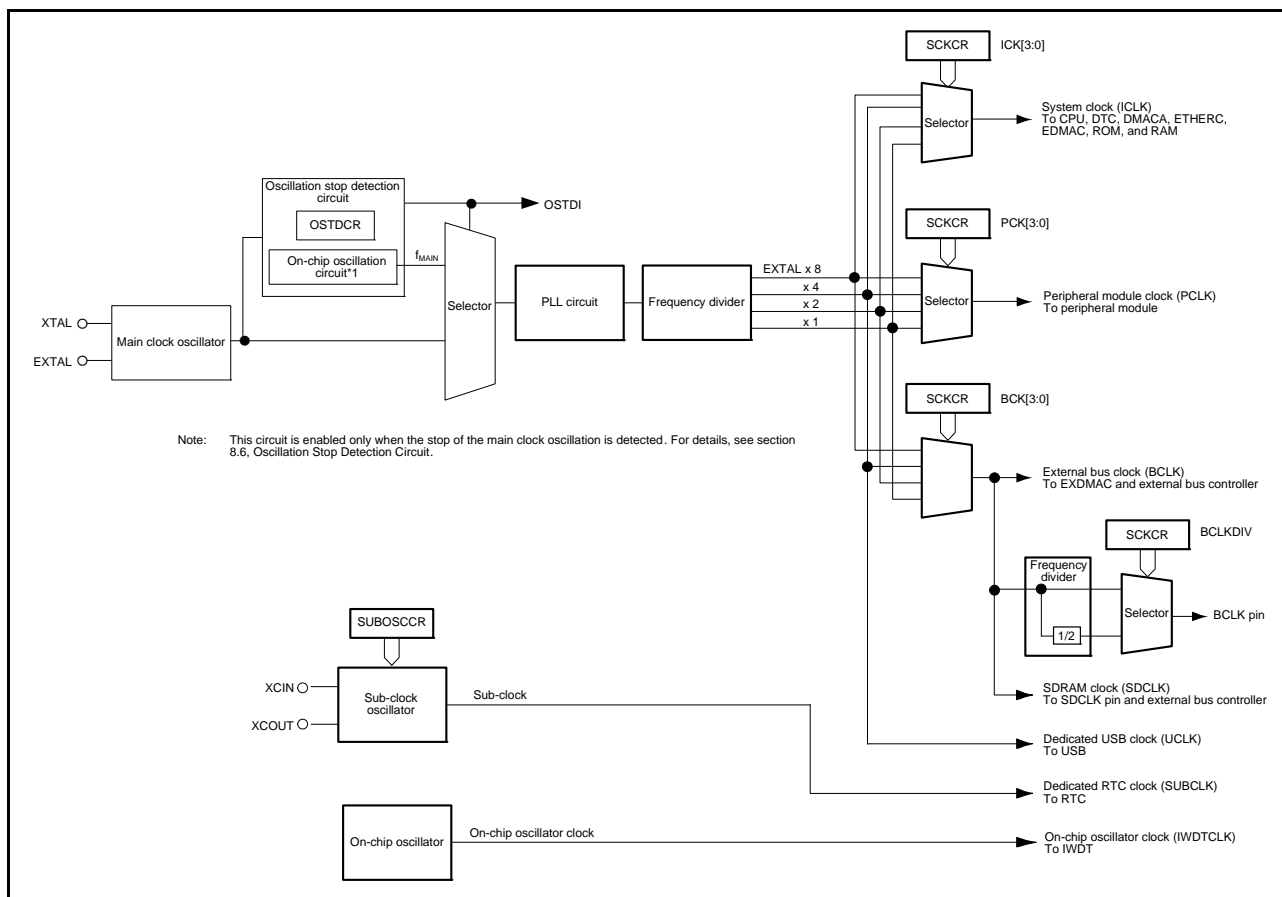 SCKCR
ICK[3:0]
Selector
System clock (ICLK)
To CPU, DTC, DMACA, ETHERC,
EDMAC, ROM, and RAM
Oscillation stop detection
circuit
OSTDCR
On-chip oscillation
circuit*1
OSTDI
fMAIN
Selector
SCKCR
PCK[3:0]
PLL circuit
Frequency divider
EXTAL x 8
x 4
x 2
x 1
Selector
Peripheral module clock (PCLK)
To peripheral module
XTAL
EXTAL
Main clock oscillator
SCKCR
BCK[3:0]
Note: This circuit is enabled only when the stop of the main clock oscillation is detected. For details, see section
8.6, Oscillation Stop Detection Circuit.
External bus clock (BCLK)
To EXDMAC and external bus controller
SCKCR
BCLKDIV
Frequency
divider
1/2
Selector
BCLK pin
SUBOSCCR
XCIN
XCOUT
Sub-clock
oscillator
Sub-clock
SDRAM clock (SDCLK)
To SDCLK pin and external bus controller
Dedicated USB clock (UCLK)
To USB
Dedicated RTC clock (SUBCLK)
To RTC
On-chip oscillator
On-chip oscillator clock
On-chip oscillator clock (IWDTCLK)
To IWDT